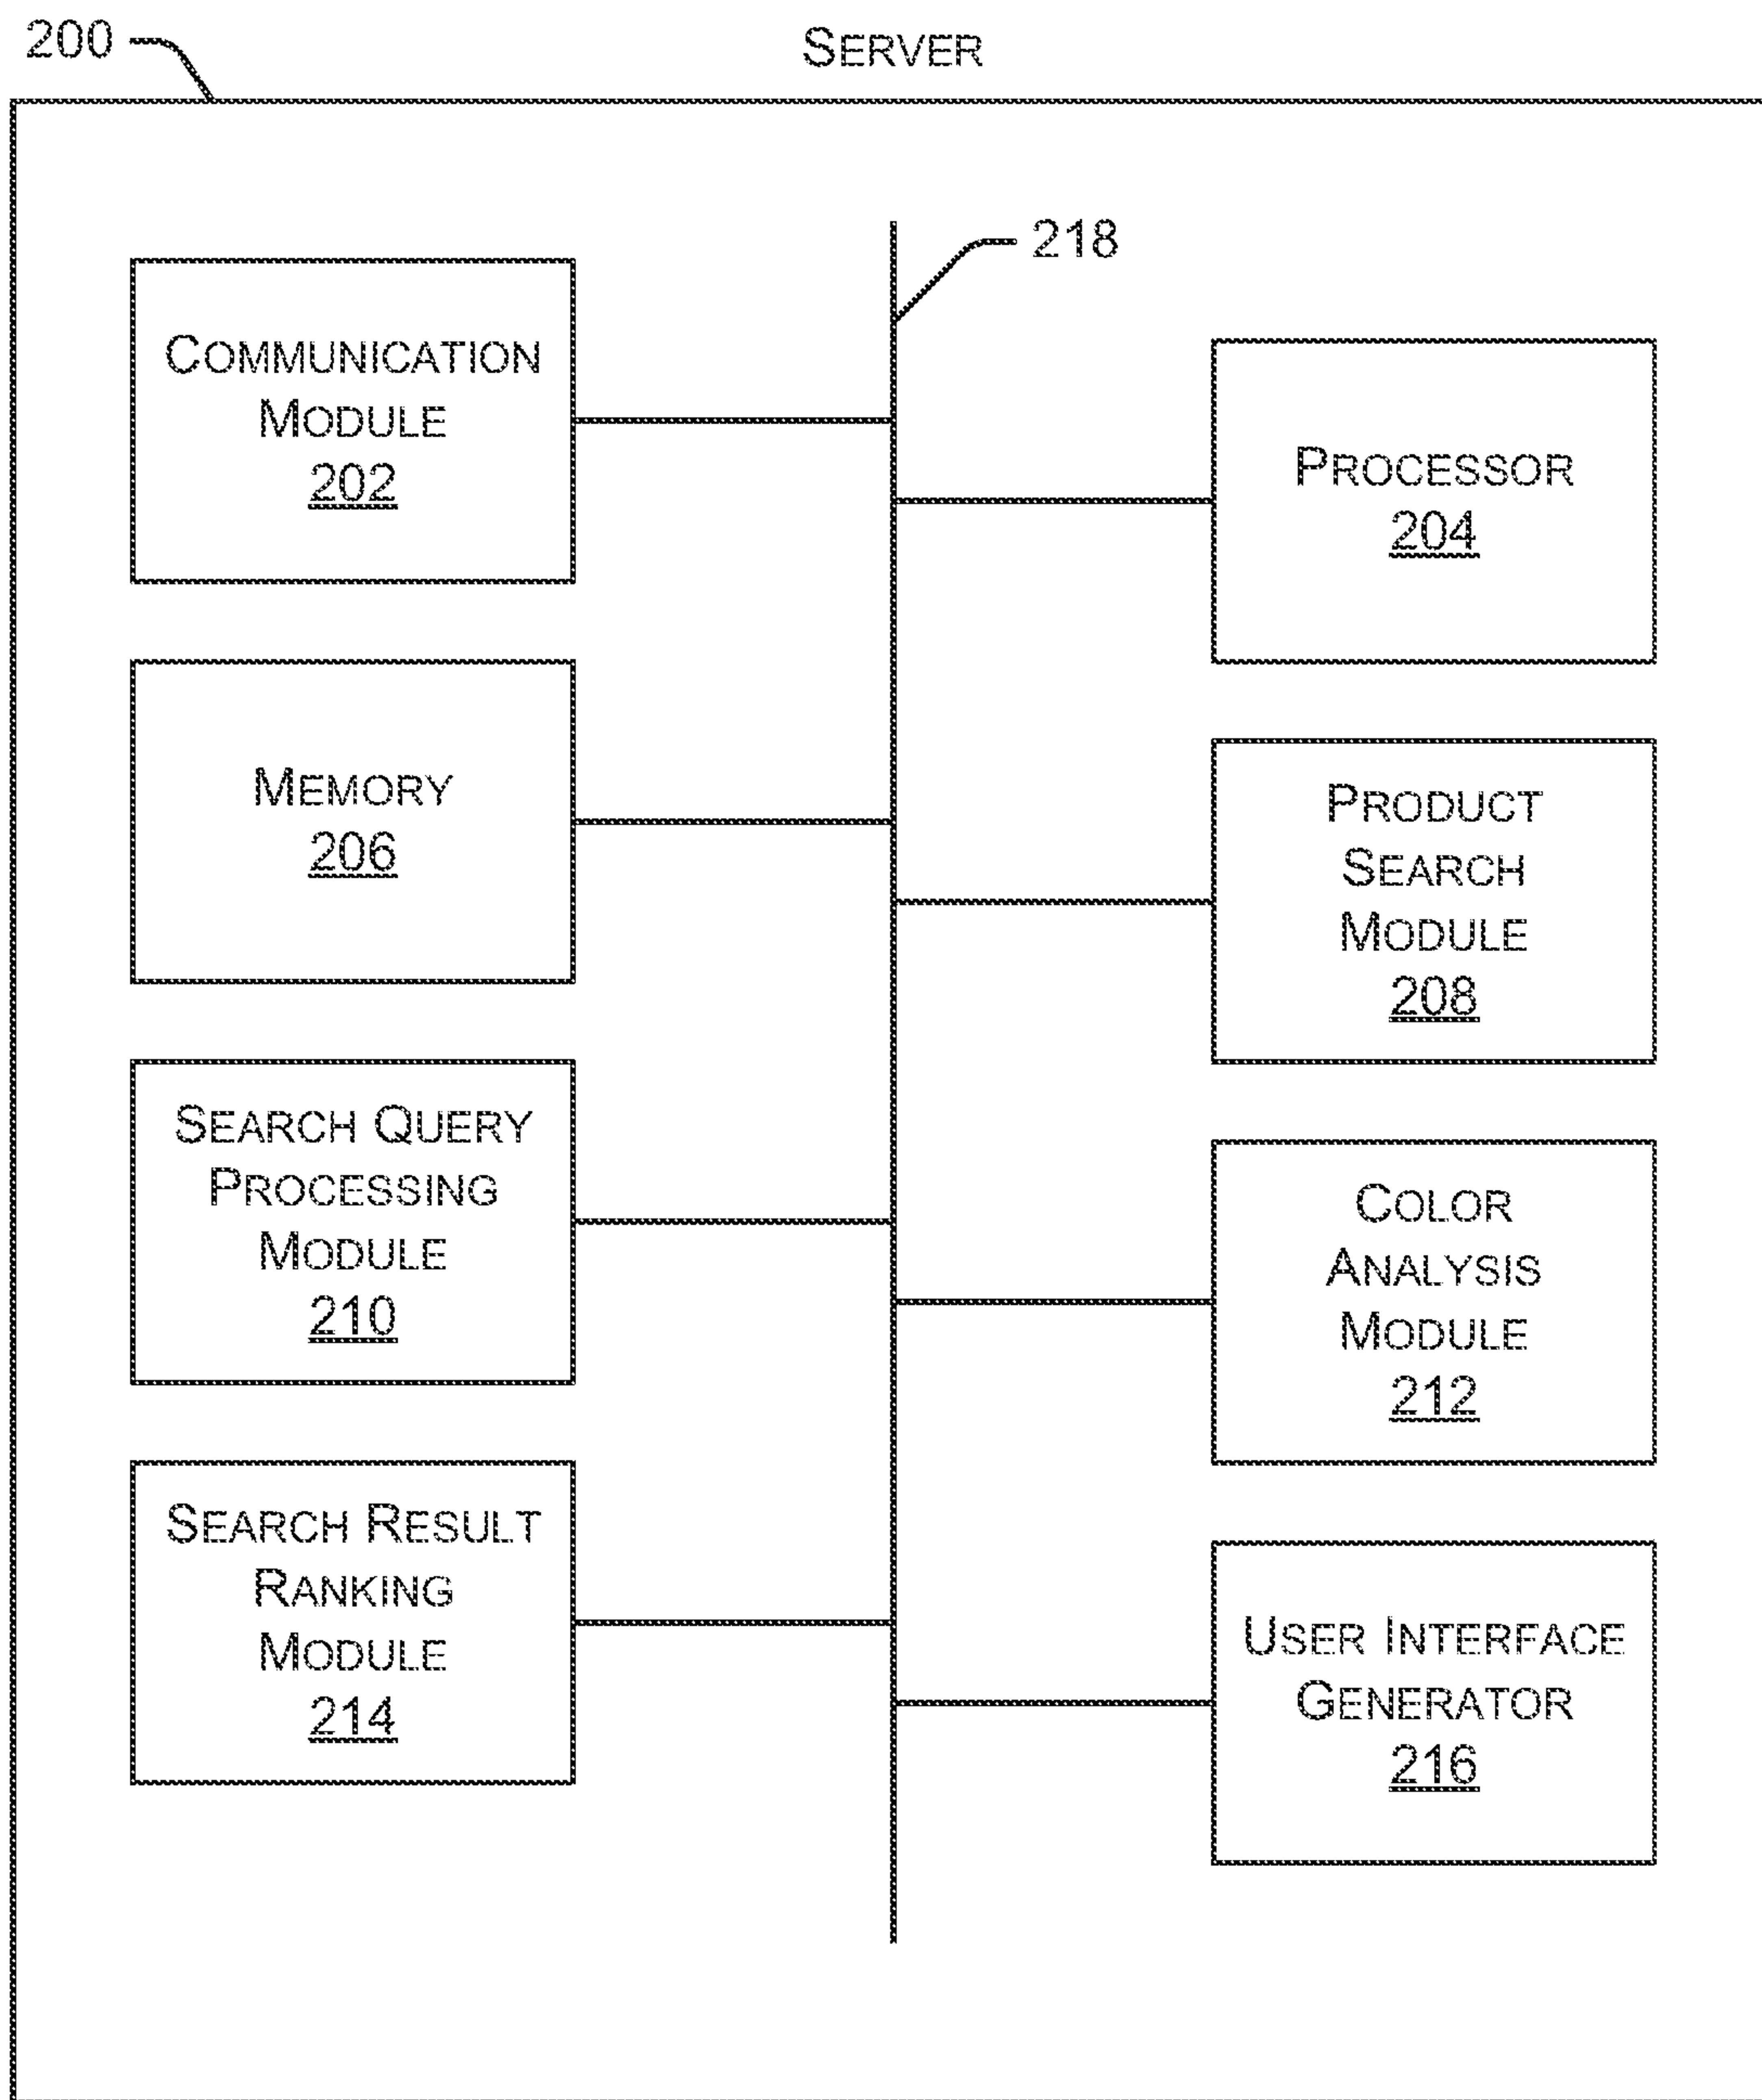 200
SERVER
218
COMMUNICATION
MODULE
202
PROCESSOR
204
MEMORY
206
PRODUCT
SEARCH
MODULE
208
SEARCH QUERY
PROCESSING
MODULE
210
COLOR
ANALYSIS
MODULE
212
SEARCH RESULT
RANKING
MODULE
214
USER INTERFACE
GENERATOR
216